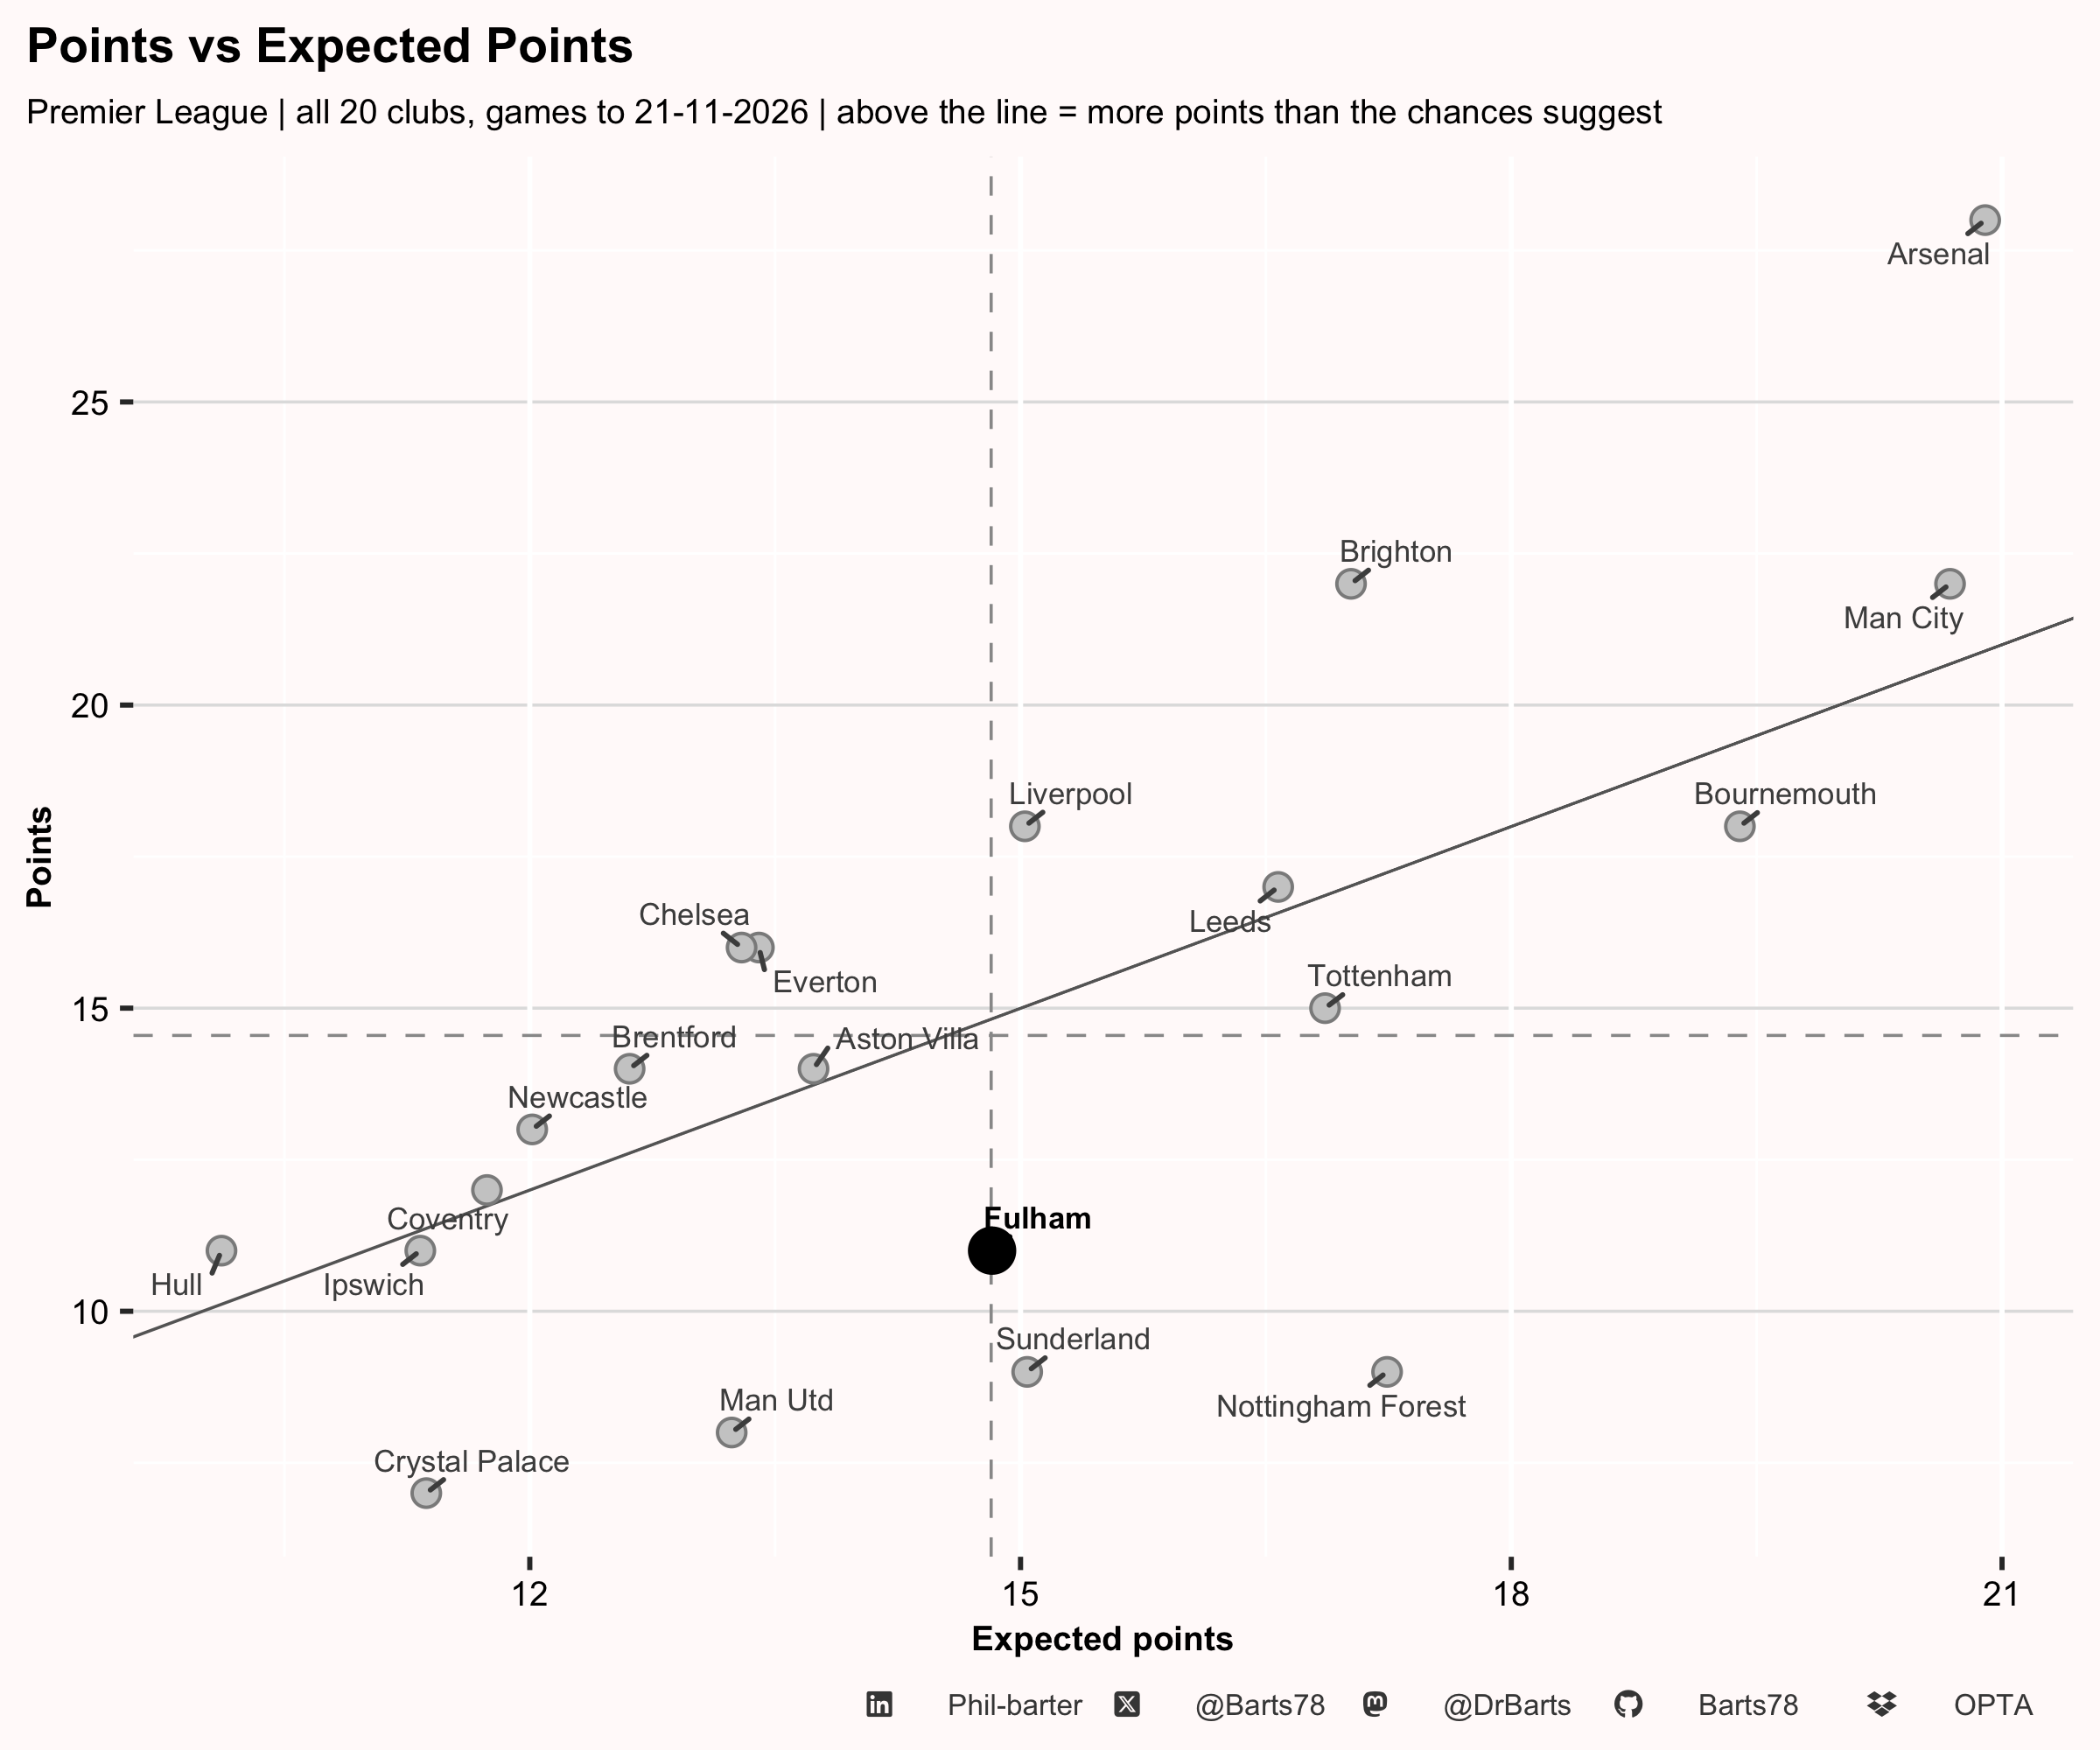 Points vs Expected Points
Premier League | all 20 clubs, games to 21-11-2026 | above the line = more points than the chances suggest
Arsenal
25
Brighton
Man City
20
Liverpool
Bournemouth
Points
Chelsea
Leeds
Everton
Tottenham
15
Brentford
Aston Villa
Newcastle
Coventry
Fulham
Hull
Ipswich
10
Sunderland
Man Utd
Nottingham Forest
Crystal Palace
12 15 18 21
Expected points
Phil-barter @Barts78 @DrBarts Barts78 OPTA